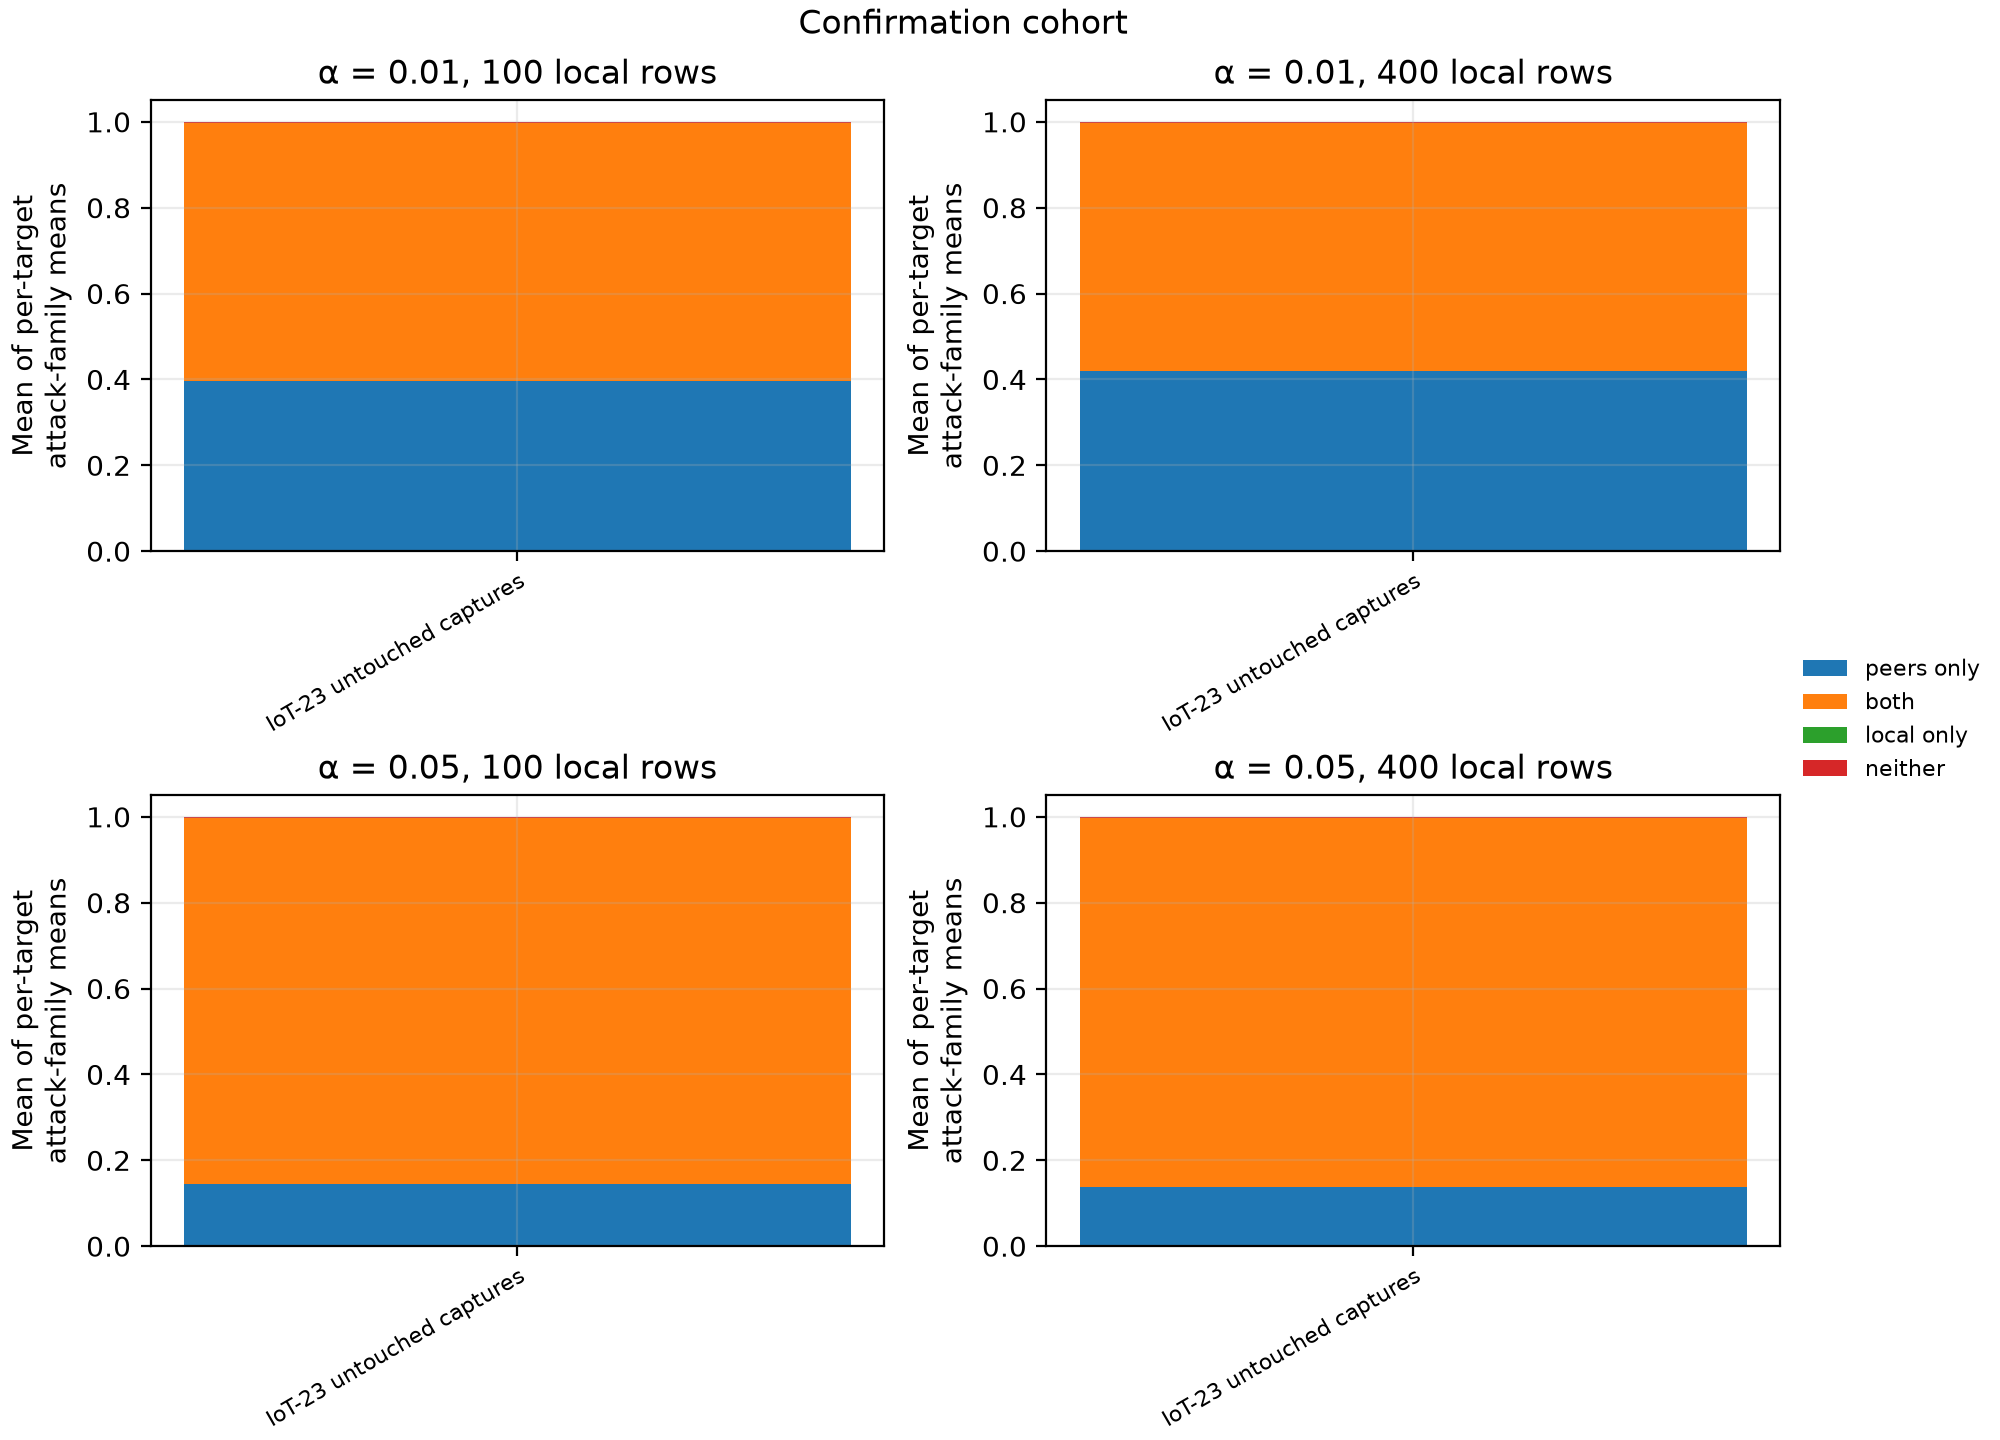 Confirmation cohort
α = 0.01, 100 local rows
Mean of per-target
attack-family means
1.0
0.8
0.6
0.4
0.2
0.0
IoT-23 untouched captures
α = 0.01, 400 local rows
Mean of per-target
attack-family means
1.0
0.8
0.6
0.4
0.2
0.0
IoT-23 untouched captures
peers only
both
local only
neither
α = 0.05, 100 local rows
Mean of per-target
attack-family means
1.0
0.8
0.6
0.4
0.2
0.0
IoT-23 untouched captures
α = 0.05, 400 local rows
Mean of per-target
attack-family means
1.0
0.8
0.6
0.4
0.2
0.0
IoT-23 untouched captures